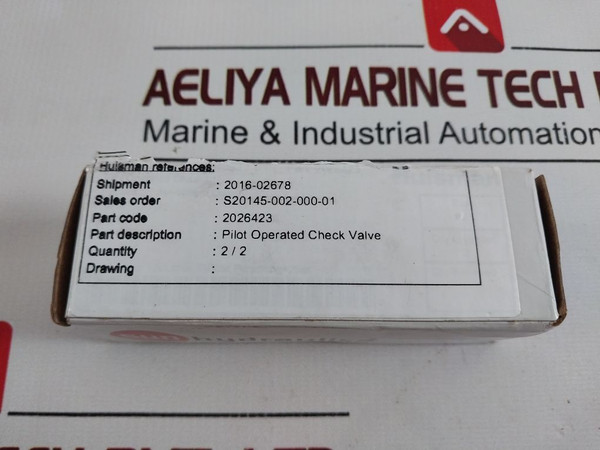 AELIYA MARINE TECH
Marine & Industrial Automation
Huisman references:
Shipment : 2016-02678
Sales order : S20145-002-000-01
Part code : 2026423
Part description : Pilot Operated Check Valve
Quantity : 2 / 2
Drawing :